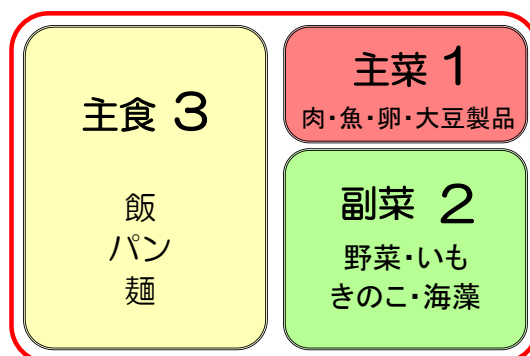 主食 3
飯
パン
麺
主菜 1
肉・魚・卵・大豆製品
副菜 2
野菜・いも
きのこ・海藻